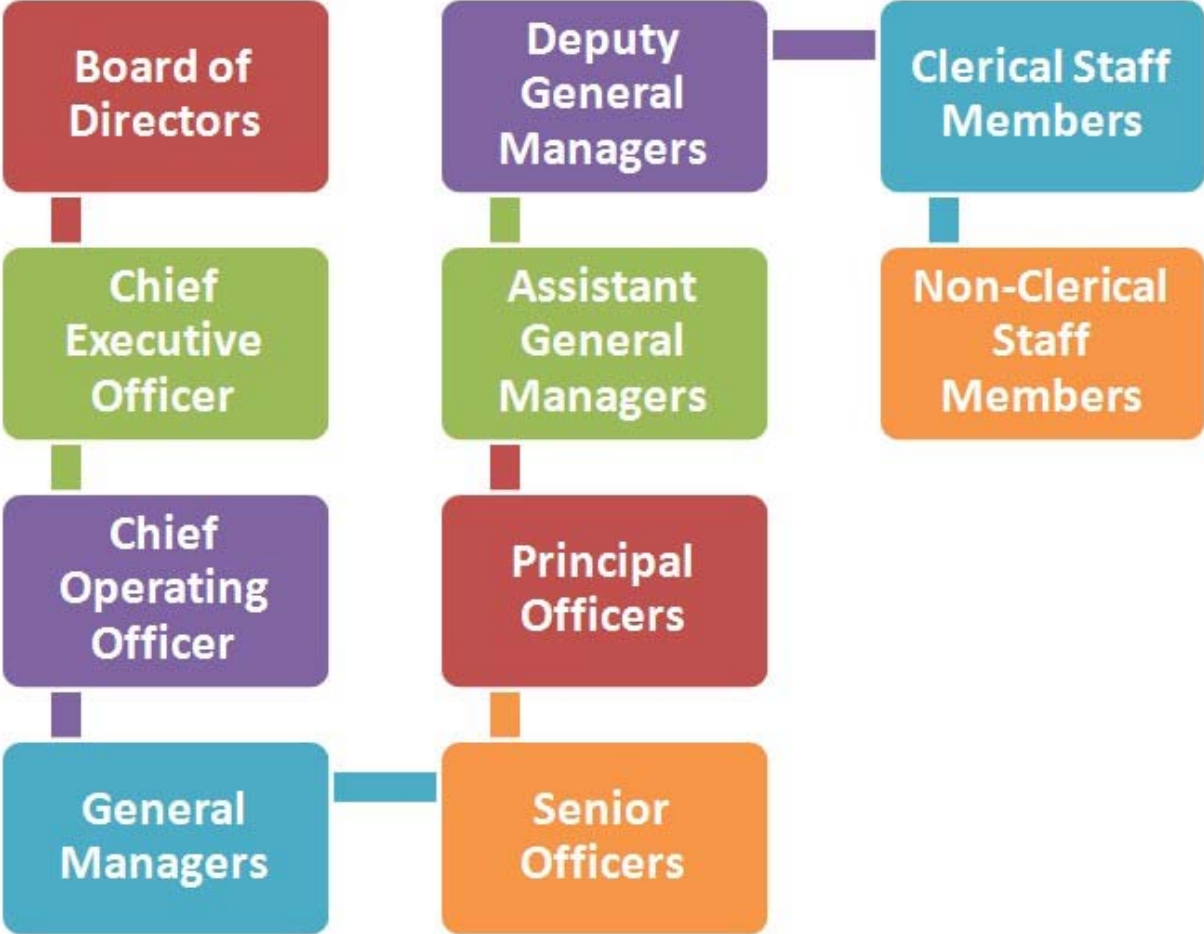 Board of
Directors
Chief
Executive
Officer
Chief
Operating
Officer
General
Managers
Senior
Officers
Principal
Officers
Assistant
General
Managers
Deputy
General
Managers
Clerical Staff
Members
Non-Clerical
Staff
Members